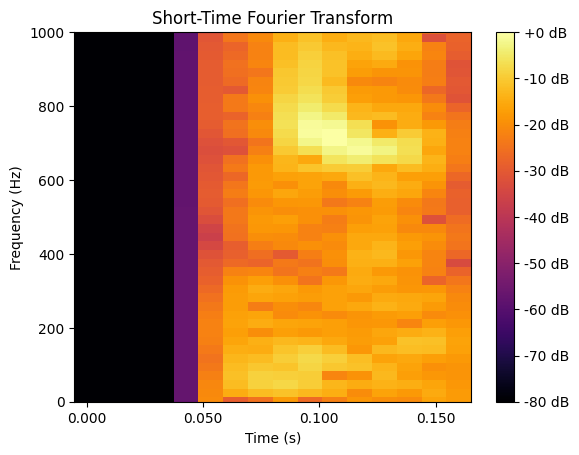 Short-Time Fourier Transform
Frequency (Hz)
1000
800
600
400
200
0
0.000
0.050
0.100
0.150
Time (s)
+0 dB
-10 dB
-20 dB
-30 dB
-40 dB
-50 dB
-60 dB
-70 dB
-80 dB